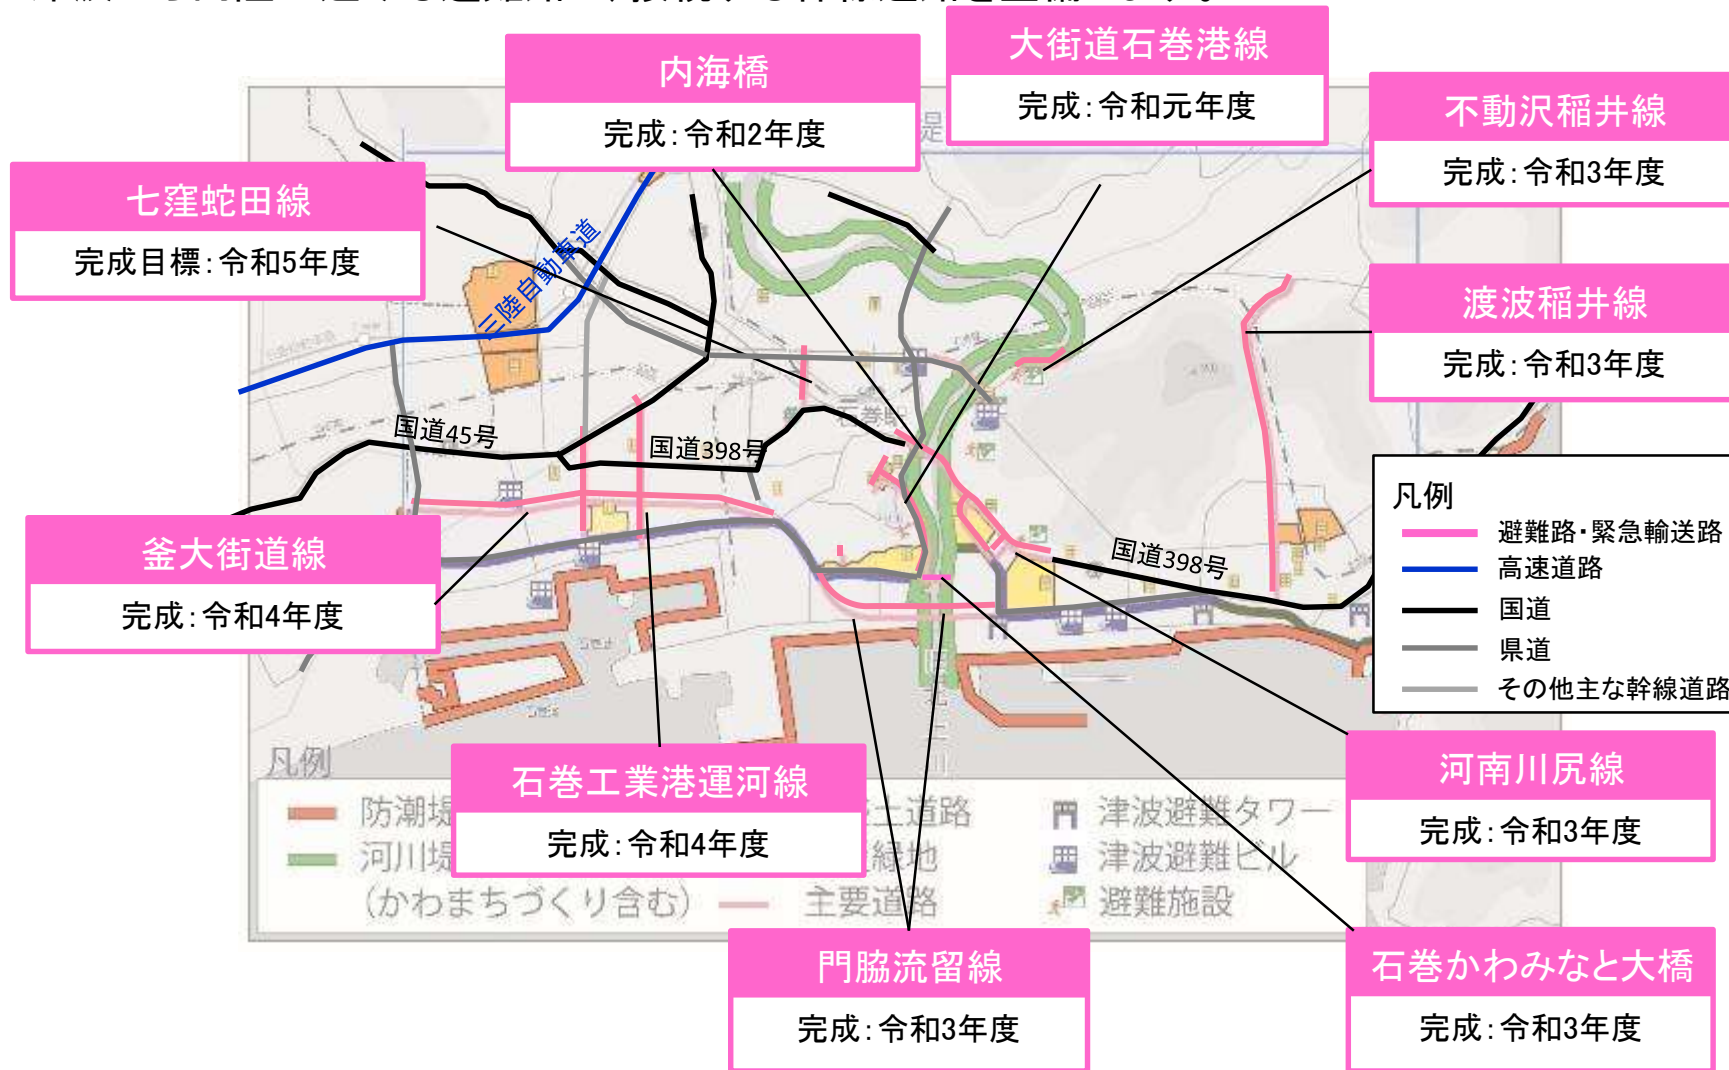 内海橋
完成：令和2年度
大街道石巻港線
完成：令和元年度
不動沢稲井線
完成：令和3年度
七窪蛇田線
完成目標：令和5年度
渡波稲井線
完成：令和3年度
三陸自動車道
国道45号
国道398号
国道398号
釜大街道線
完成：令和4年度
凡例
避難路・緊急輸送路
高速道路
国道
県道
その他主な幹線道路
石巻工業港運河線
完成：令和4年度
河南川尻線
完成：令和3年度
門脇流留線
完成：令和3年度
石巻かわみなと大橋
完成：令和3年度
凡例
防潮堤
河川堤
(かわまちづくり含む)
土道路
緑地
主要道路
津波避難タワー
津波避難ビル
避難施設